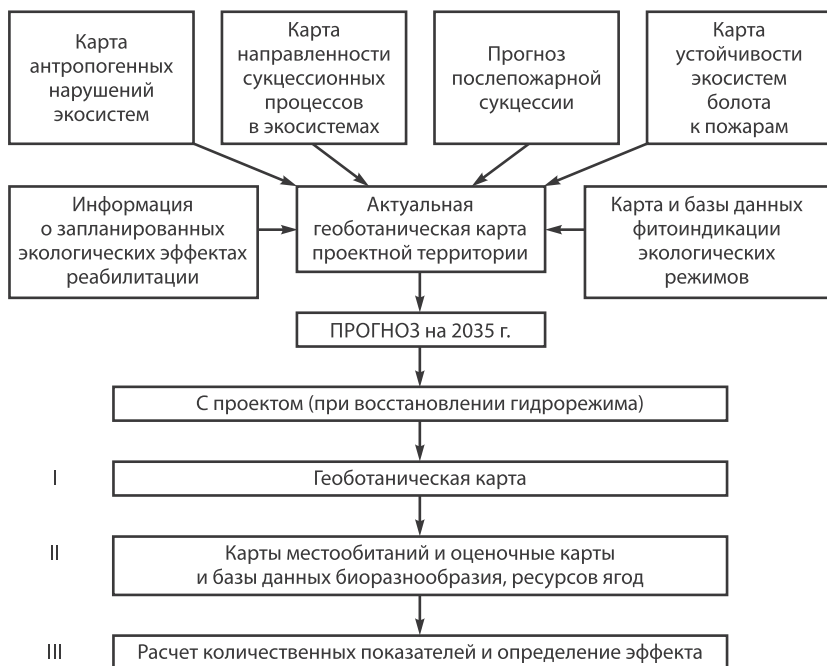 Карта
антропогенных
нарушений
экосистем
Карта
направленности
сукцессионных
процессов
в экосистемах
Прогноз
послепожарной
сукцессии
Карта
устойчивости
экосистем
болота
к пожарам
Информация
о запланированных
экологических эффектах
реабилитации
Актуальная
геоботаническая карта
проектной территории
Карта и базы данных
фитоиндикации
экологических
режимов
ПРОГНОЗ на 2035 г.
С проектом (при восстановлении гидрорежима)
I
Геоботаническая карта
II
Карты местообитаний и оценочные карты
и базы данных биоразнообразия, ресурсов ягод
III
Расчет количественных показателей и определение эффекта